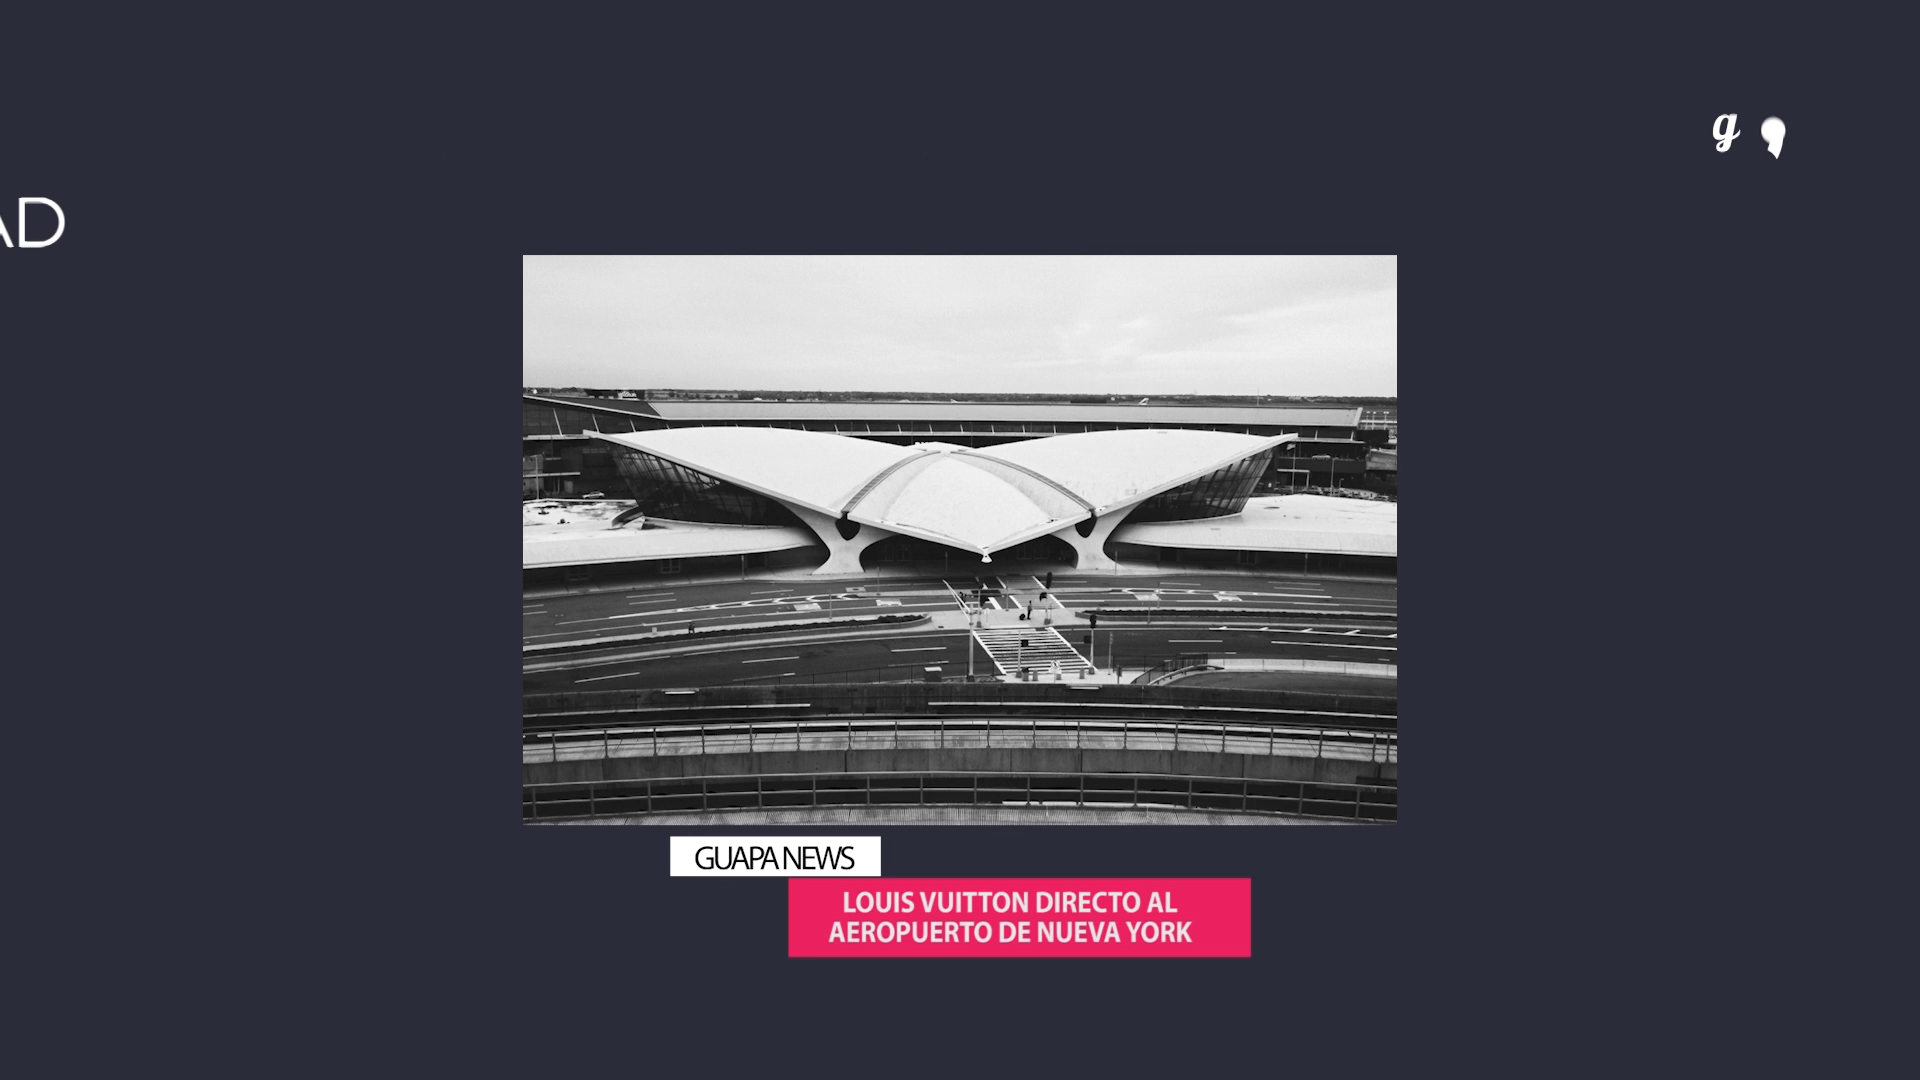 g
AD
GUAPA NEWS
LOUIS VUITTON DIRECTO AL
AEROPUERTO DE NUEVA YORK